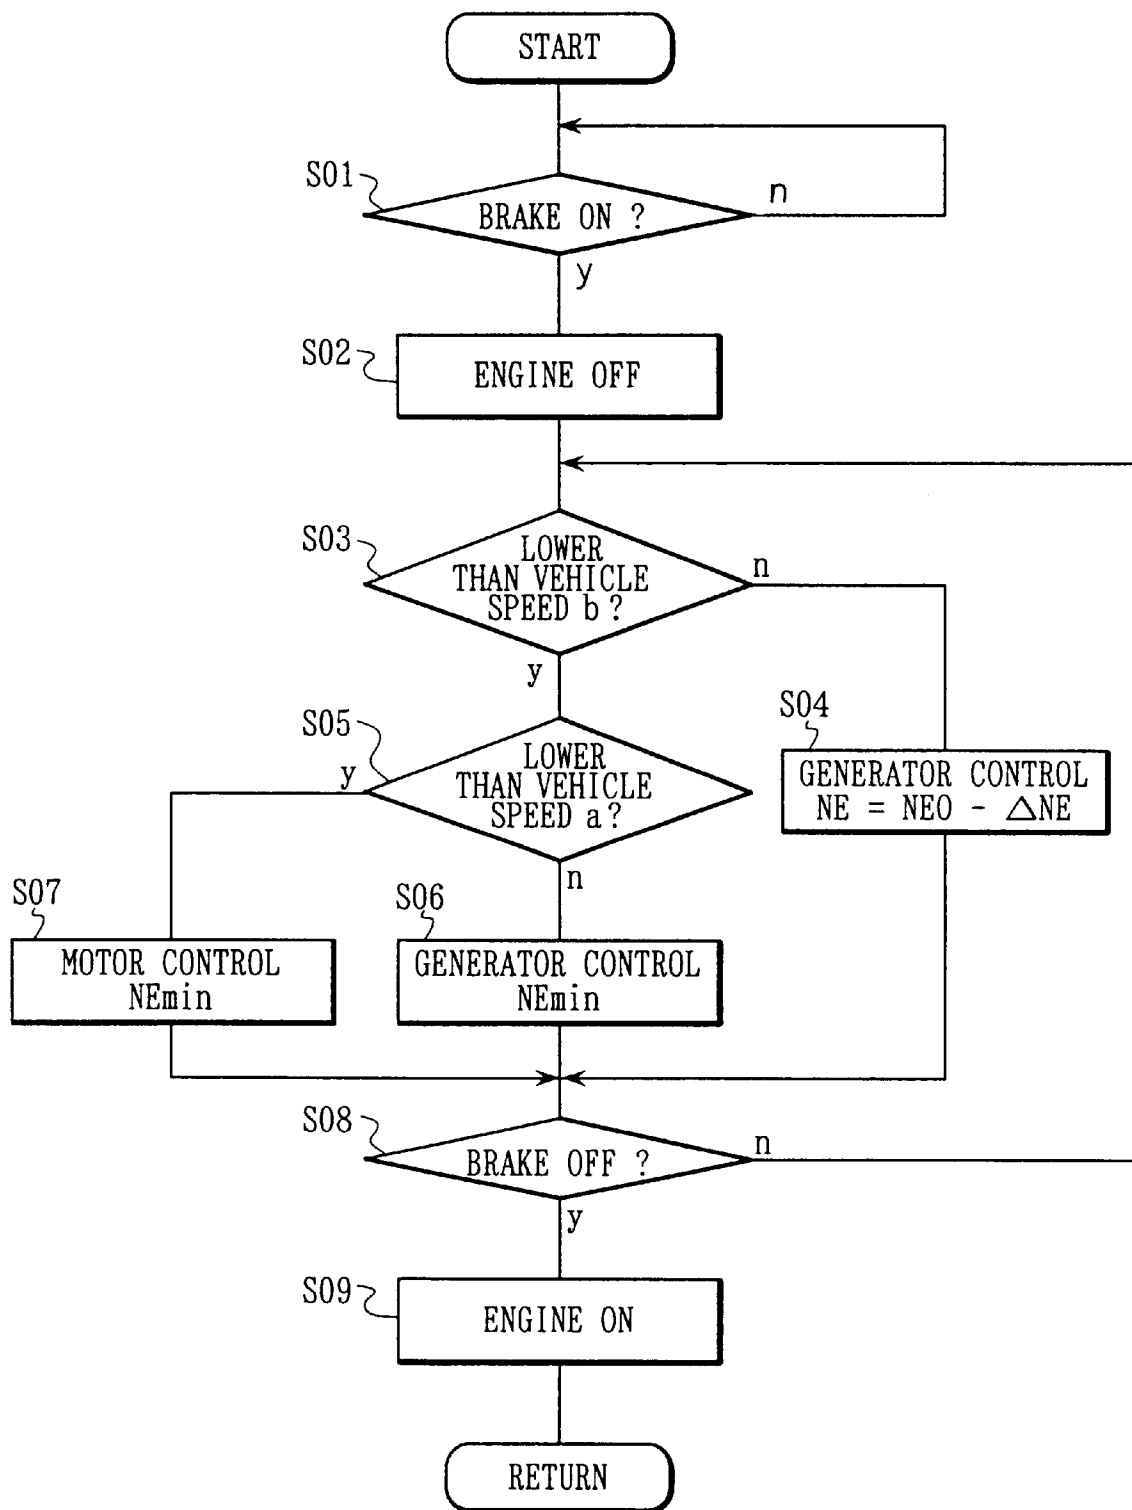 START
S01
n
BRAKE ON ?
y
S02
ENGINE OFF
S03
LOWER
THAN VEHICLE
SPEED b ?
n
y
S04
S05
y
LOWER
THAN VEHICLE
SPEED a ?
GENERATOR CONTROL
NE = NEO - △NE
n
S07
S06
MOTOR CONTROL
NEmin
GENERATOR CONTROL
NEmin
S08
BRAKE OFF ?
n
y
S09
ENGINE ON
RETURN